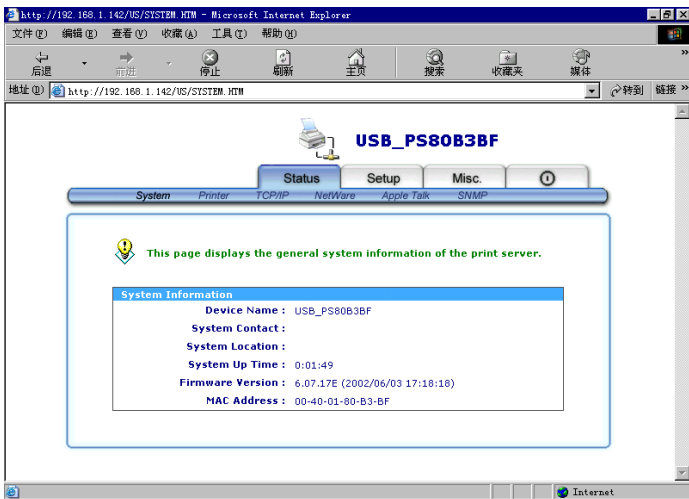 http://192.168.1.142/US/SYSTEM.HTM - Microsoft Internet Explorer
文件(F) 编辑(E) 查看(V) 收藏(A) 工具(T) 帮助(H)
后退 前进 停止 刷新 主页 搜索 收藏夹 媒体 »
地址(D) http://192.168.1.142/US/SYSTEM.HTM 转到 链接 »
USB_PS80B3BF
Status Setup Misc.
System Printer TCP/IP NetWare Apple Talk SNMP
This page displays the general system information of the print server.
System Information
Device Name : USB_PS80B3BF
System Contact :
System Location :
System Up Time : 0:01:49
Firmware Version : 6.07.17E (2002/06/03 17:18:18)
MAC Address : 00-40-01-80-B3-BF
Internet